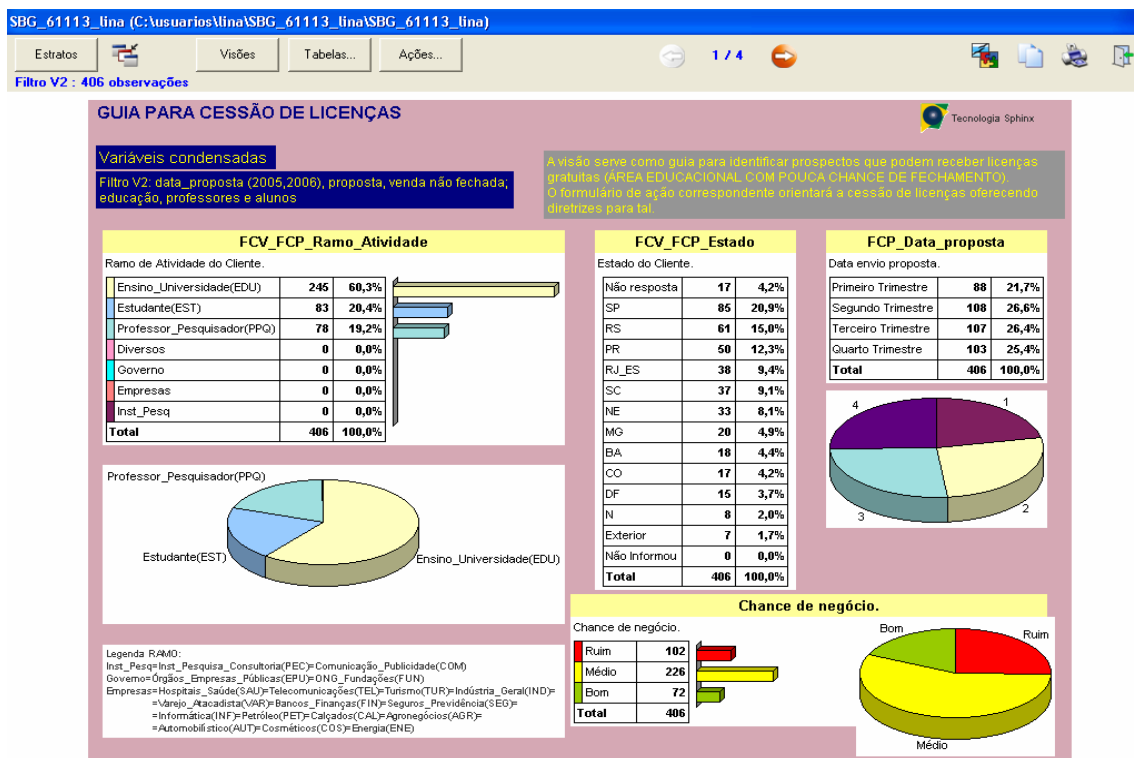 SBG_61113_lina (C:\usuarios\lina\SBG_61113_lina\SBG_61113_lina)
Estratos Visões Tabelas... Ações... 1 / 4
Filtro V2 : 406 observações
GUIA PARA CESSÃO DE LICENÇAS
Tecnologia Sphinx
Variáveis condensadas
Filtro V2: data_proposta (2005,2006), proposta, venda não fechada;
educação, professores e alunos
A visão serve como guia para identificar prospectos que podem receber licenças
gratuitas (ÁREA EDUCACIONAL COM POUCA CHANCE DE FECHAMENTO).
O formulário de ação correspondente orientará a cessão de licenças oferecendo
diretrizes para tal.
FCV_FCP_Ramo_Atividade
Ramo de Atividade do Cliente.
Ensino_Universidade(EDU) 245 60,3%
Estudante(EST) 83 20,4%
Professor_Pesquisador(PPQ) 78 19,2%
Diversos 0 0,0%
Governo 0 0,0%
Empresas 0 0,0%
Inst_Pesq 0 0,0%
Total 406 100,0%
Professor_Pesquisador(PPQ)
Estudante(EST)
Ensino_Universidade(EDU)
Legenda RAMO:
Inst_Pesq=Inst_Pesquisa_Consultoria(PEC)=Comunicação_Publicidade(COM)
Governo=Órgãos_Empresas_Públicas(EPU)=ONG_Fundações(FUN)
Empresas=Hospitais_Saúde(SAU)=Telecomunicações(TEL)=Turismo(TUR)=Indústria_Geral(IND)=
=Varejo_Atacadista(VAR)=Bancos_Finanças(FIN)=Seguros_Previdência(SEG)=
=Informática(INF)=Petróleo(PET)=Calçados(CAL)=Agronegócios(AGR)=
=Automobilístico(AUT)=Cosméticos(COS)=Energia(ENE)
FCV_FCP_Estado
Estado do Cliente.
Não resposta 17 4,2%
SP 85 20,9%
RS 61 15,0%
PR 50 12,3%
RJ_ES 38 9,4%
SC 37 9,1%
NE 33 8,1%
MG 20 4,9%
BA 18 4,4%
CO 17 4,2%
DF 15 3,7%
N 8 2,0%
Exterior 7 1,7%
Não Informou 0 0,0%
Total 406 100,0%
FCP_Data_proposta
Data envio proposta.
Primeiro Trimestre 88 21,7%
Segundo Trimestre 108 26,6%
Terceiro Trimestre 107 26,4%
Quarto Trimestre 103 25,4%
Total 406 100,0%
4
1
3
2
Chance de negócio.
Chance de negócio.
Ruim 102
Médio 226
Bom 72
Total 406
Bom
Ruim
Médio